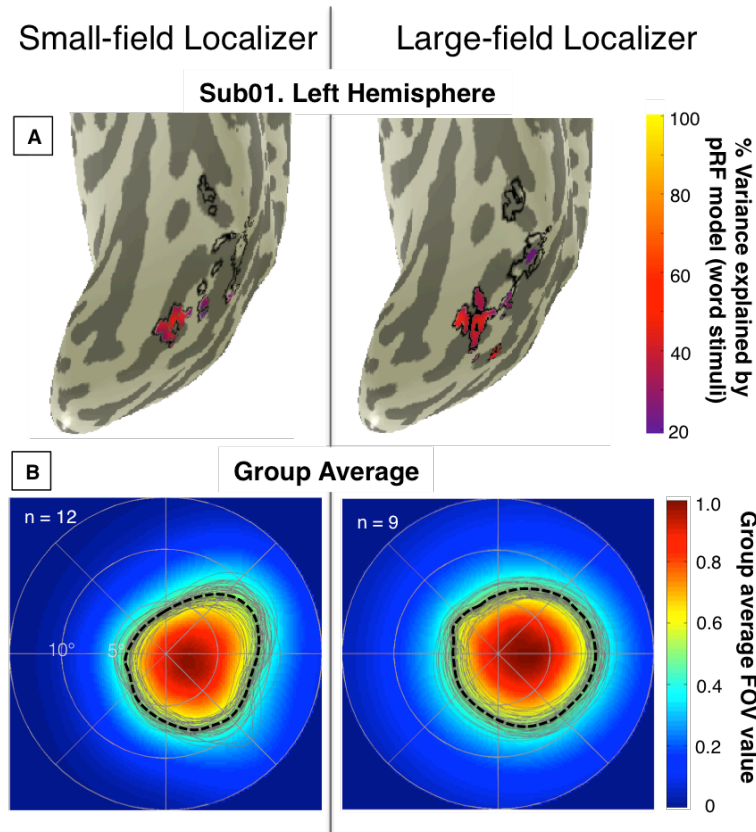 Small-field Localizer
Large-field Localizer
Sub01. Left Hemisphere
A
100
80
60
40
20
% Variance explained by
pRF model (word stimuli)
B
Group Average
n = 12
10°
5°
n = 9
1.0
0.8
0.6
0.4
0.2
0
Group average FOV value